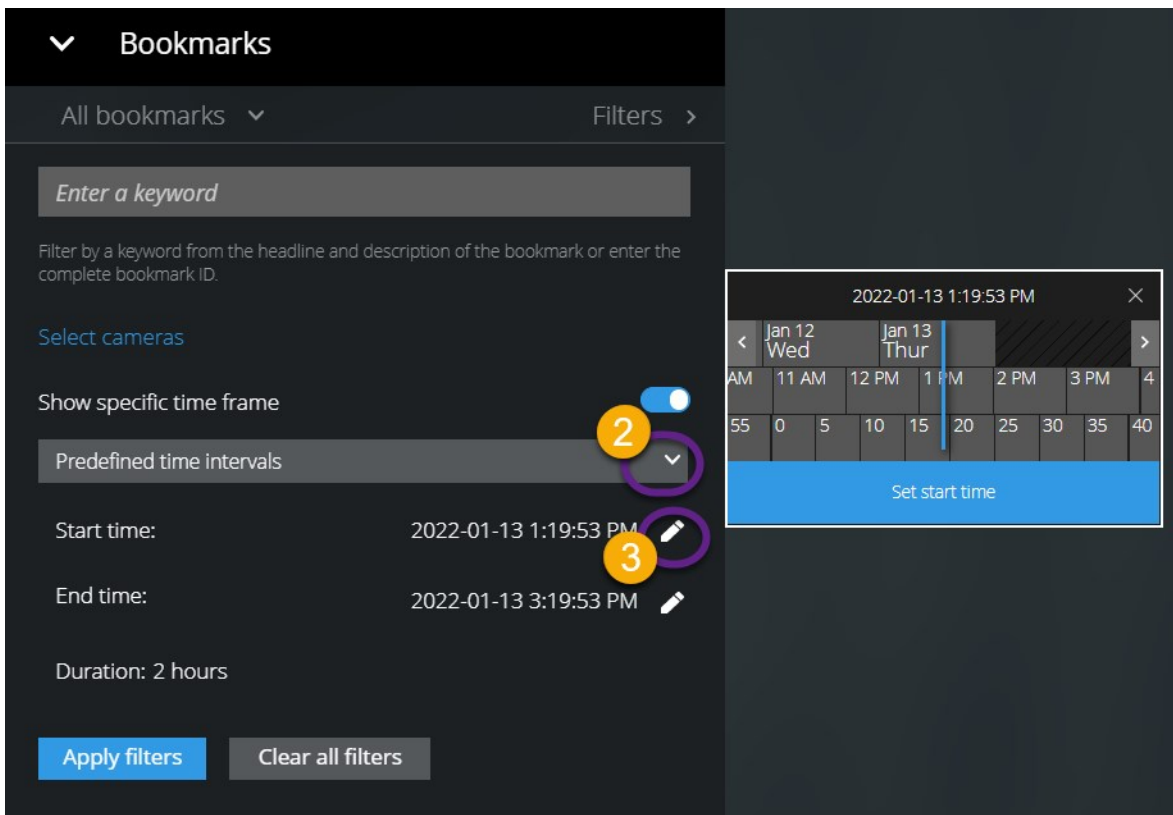 Bookmarks
All bookmarks
Filters
Enter a keyword
Filter by a keyword from the headline and description of the bookmark or enter the
complete bookmark ID.
Select cameras
Show specific time frame
2
Predefined time intervals
Start time: 2022-01-13 1:19:53 PM
3
End time: 2022-01-13 3:19:53 PM
Duration: 2 hours
Apply filters
Clear all filters
2022-01-13 1:19:53 PM
Jan 12 Jan 13
Wed Thur
AM 11 AM 12 PM 1 PM 2 PM 3 PM 4
55 0 5 10 15 20 25 30 35 40
Set start time